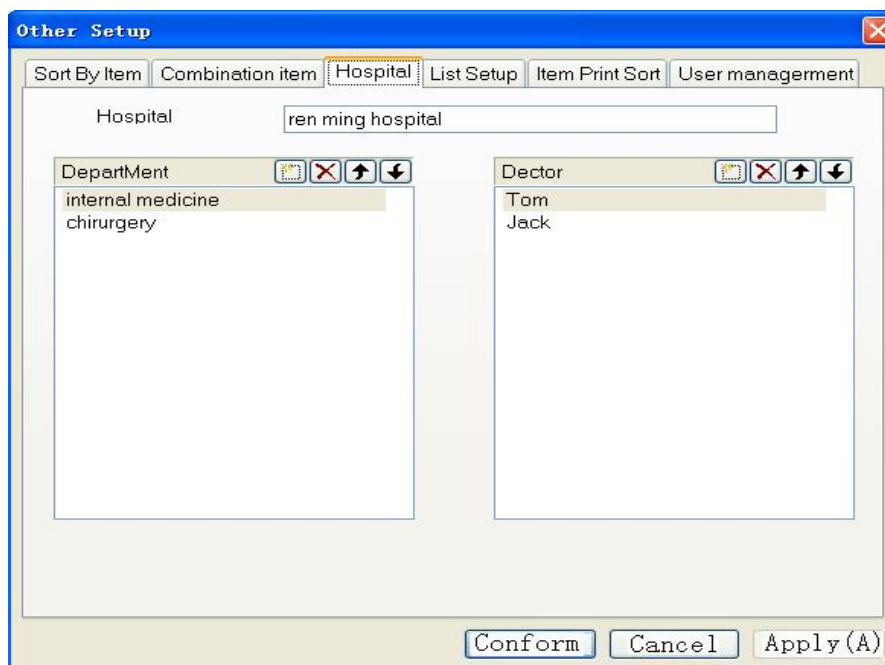 Other Setup
Sort By Item Combination item Hospital List Setup Item Print Sort User managerment
Hospital ren ming hospital
DepartMent Dector
internal medicine Tom
chirurgery Jack
Conform Cancel Apply(A)